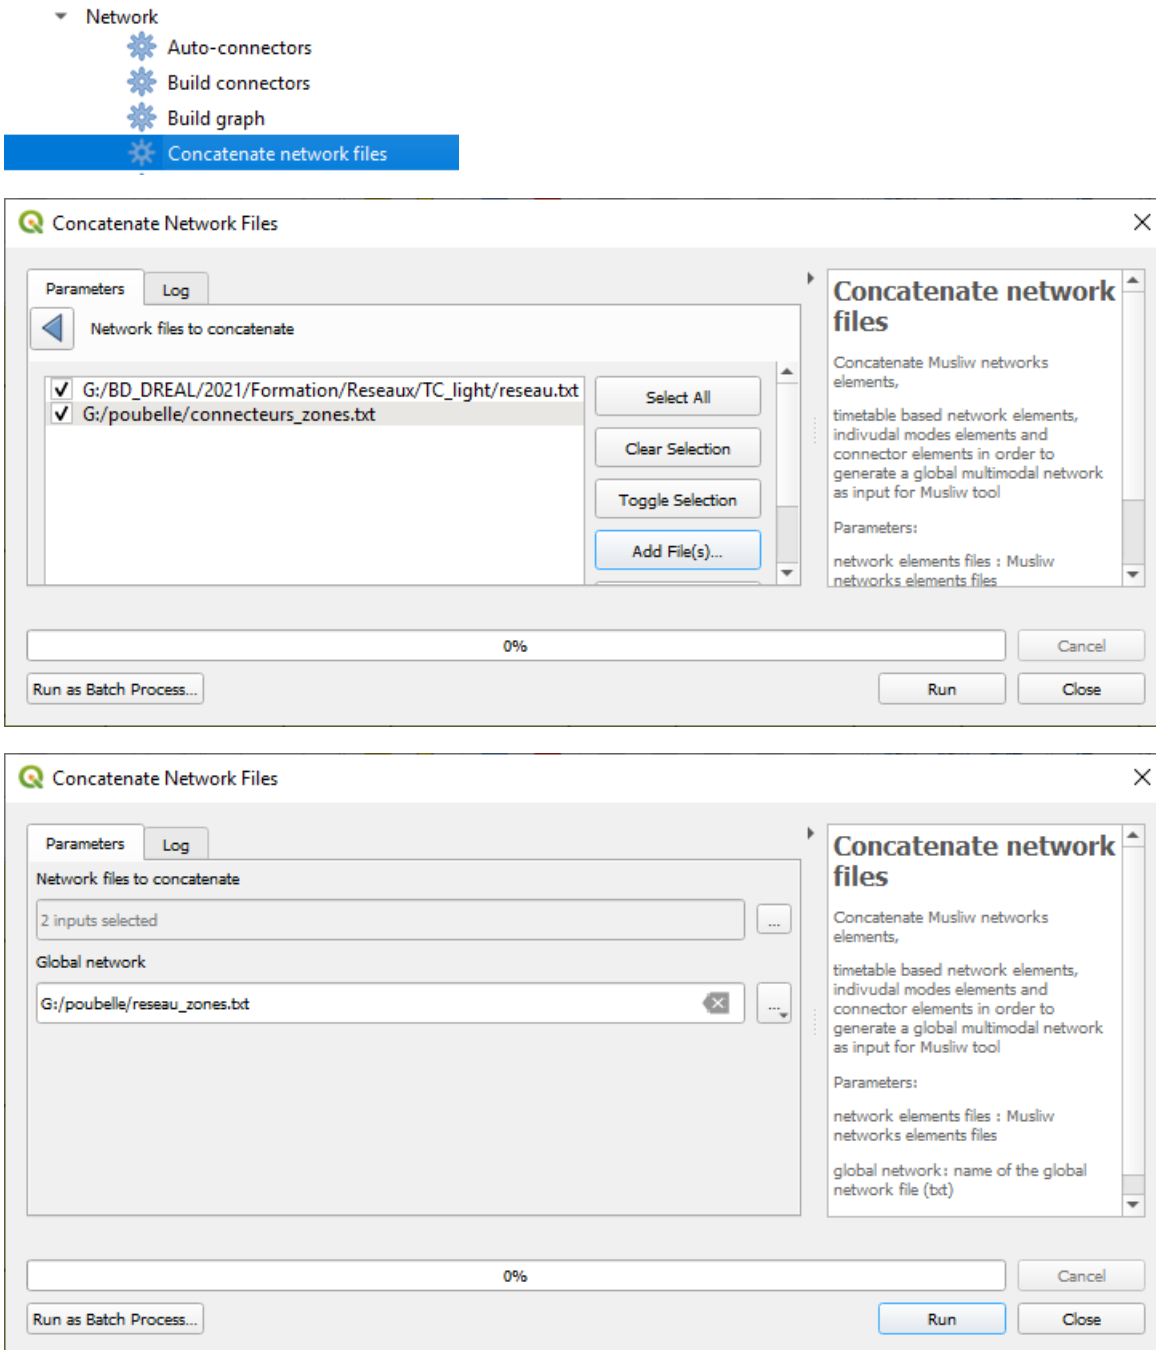 Network
Auto-connectors
Build connectors
Build graph
Concatenate network files
Concatenate Network Files
Parameters
Log
Network files to concatenate
G:/BD_DREAL/2021/Formation/Reseaux/TC_light/reseau.txt
G:/poubelle/connecteurs_zones.txt
Select All
Clear Selection
Toggle Selection
Add File(s)...
Concatenate network
files
Concatenate Musliw networks
elements,
timetable based network elements,
indivudal modes elements and
connector elements in order to
generate a global multimodal network
as input for Musliw tool
Parameters:
network elements files : Musliw
networks elements files
0%
Cancel
Run as Batch Process...
Run
Close
Concatenate Network Files
Parameters
Log
Network files to concatenate
2 inputs selected
...
Global network
G:/poubelle/reseau_zones.txt
...
Concatenate network
files
Concatenate Musliw networks
elements,
timetable based network elements,
indivudal modes elements and
connector elements in order to
generate a global multimodal network
as input for Musliw tool
Parameters:
network elements files : Musliw
networks elements files
global network: name of the global
network file (txt)
0%
Cancel
Run as Batch Process...
Run
Close